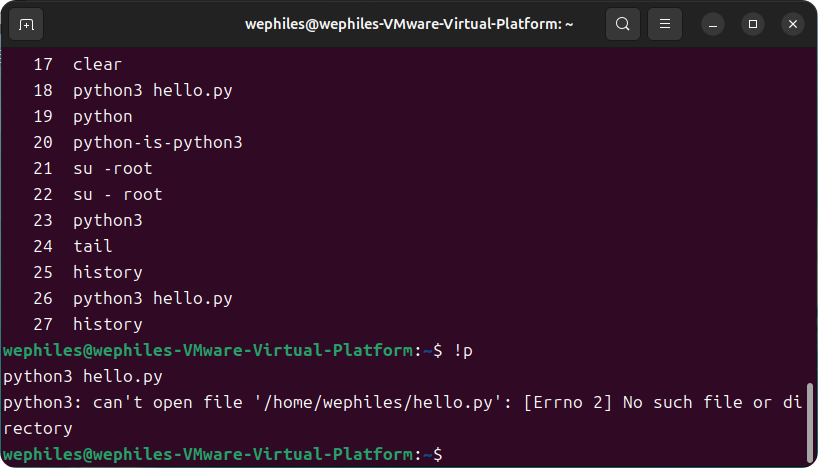 wephiles@wephiles-VMware-Virtual-Platform: ~
17 clear
18 python3 hello.py
19 python
20 python-is-python3
21 su -root
22 su - root
23 python3
24 tail
25 history
26 python3 hello.py
27 history
wephiles@wephiles-VMware-Virtual-Platform:~$ !p
python3 hello.py
python3: can't open file '/home/wephiles/hello.py': [Errno 2] No such file or di
rectory
wephiles@wephiles-VMware-Virtual-Platform:~$